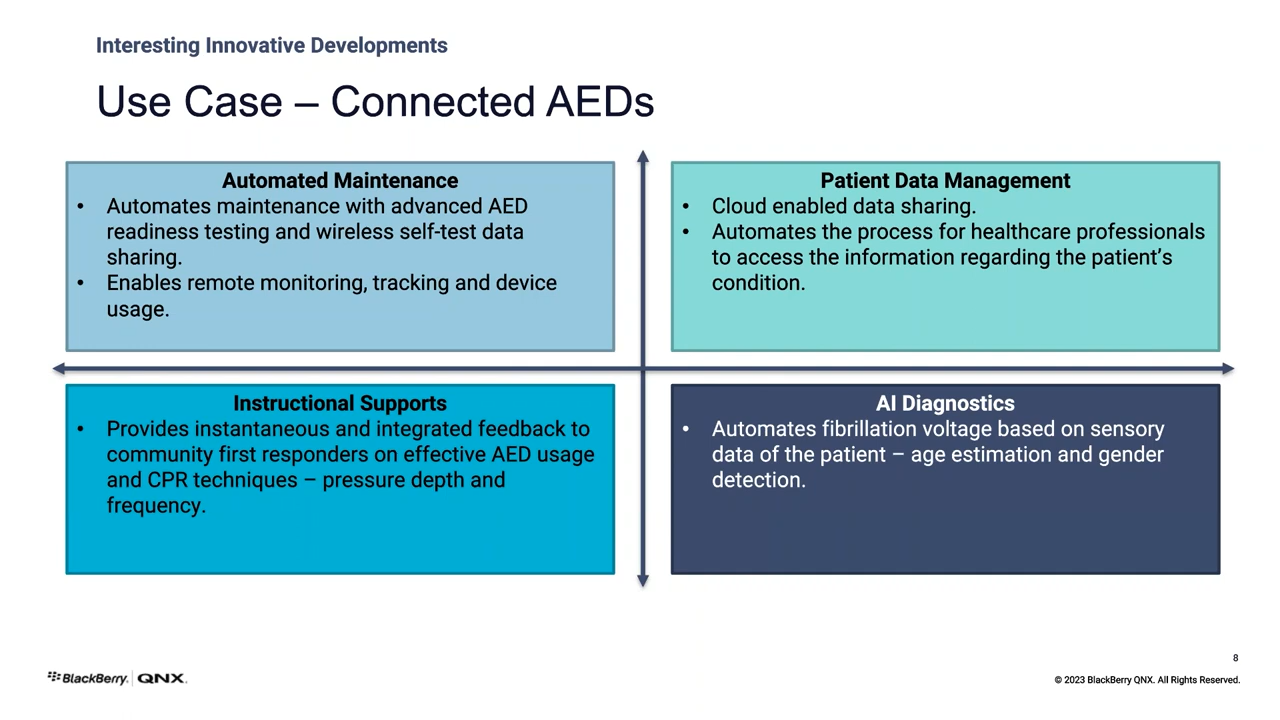 Interesting Innovative Developments
Use Case – Connected AEDs
Automated Maintenance
• Automates maintenance with advanced AED
readiness testing and wireless self-test data
sharing.
• Enables remote monitoring, tracking and device
usage.
Patient Data Management
• Cloud enabled data sharing.
• Automates the process for healthcare professionals
to access the information regarding the patient’s
condition.
Instructional Supports
• Provides instantaneous and integrated feedback to
community first responders on effective AED usage
and CPR techniques – pressure depth and
frequency.
AI Diagnostics
• Automates fibrillation voltage based on sensory
data of the patient – age estimation and gender
detection.
8
BlackBerry. QNX.
© 2023 BlackBerry QNX. All Rights Reserved.